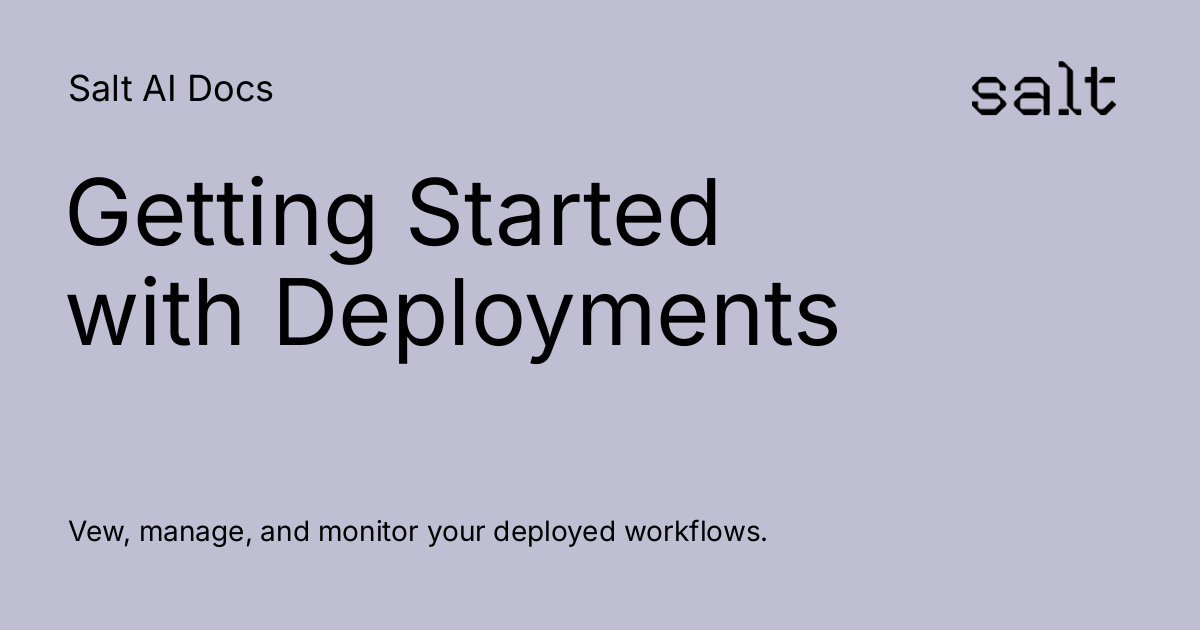 Salt AI Docs
salt
Getting Started
with Deployments
Vew, manage, and monitor your deployed workflows.